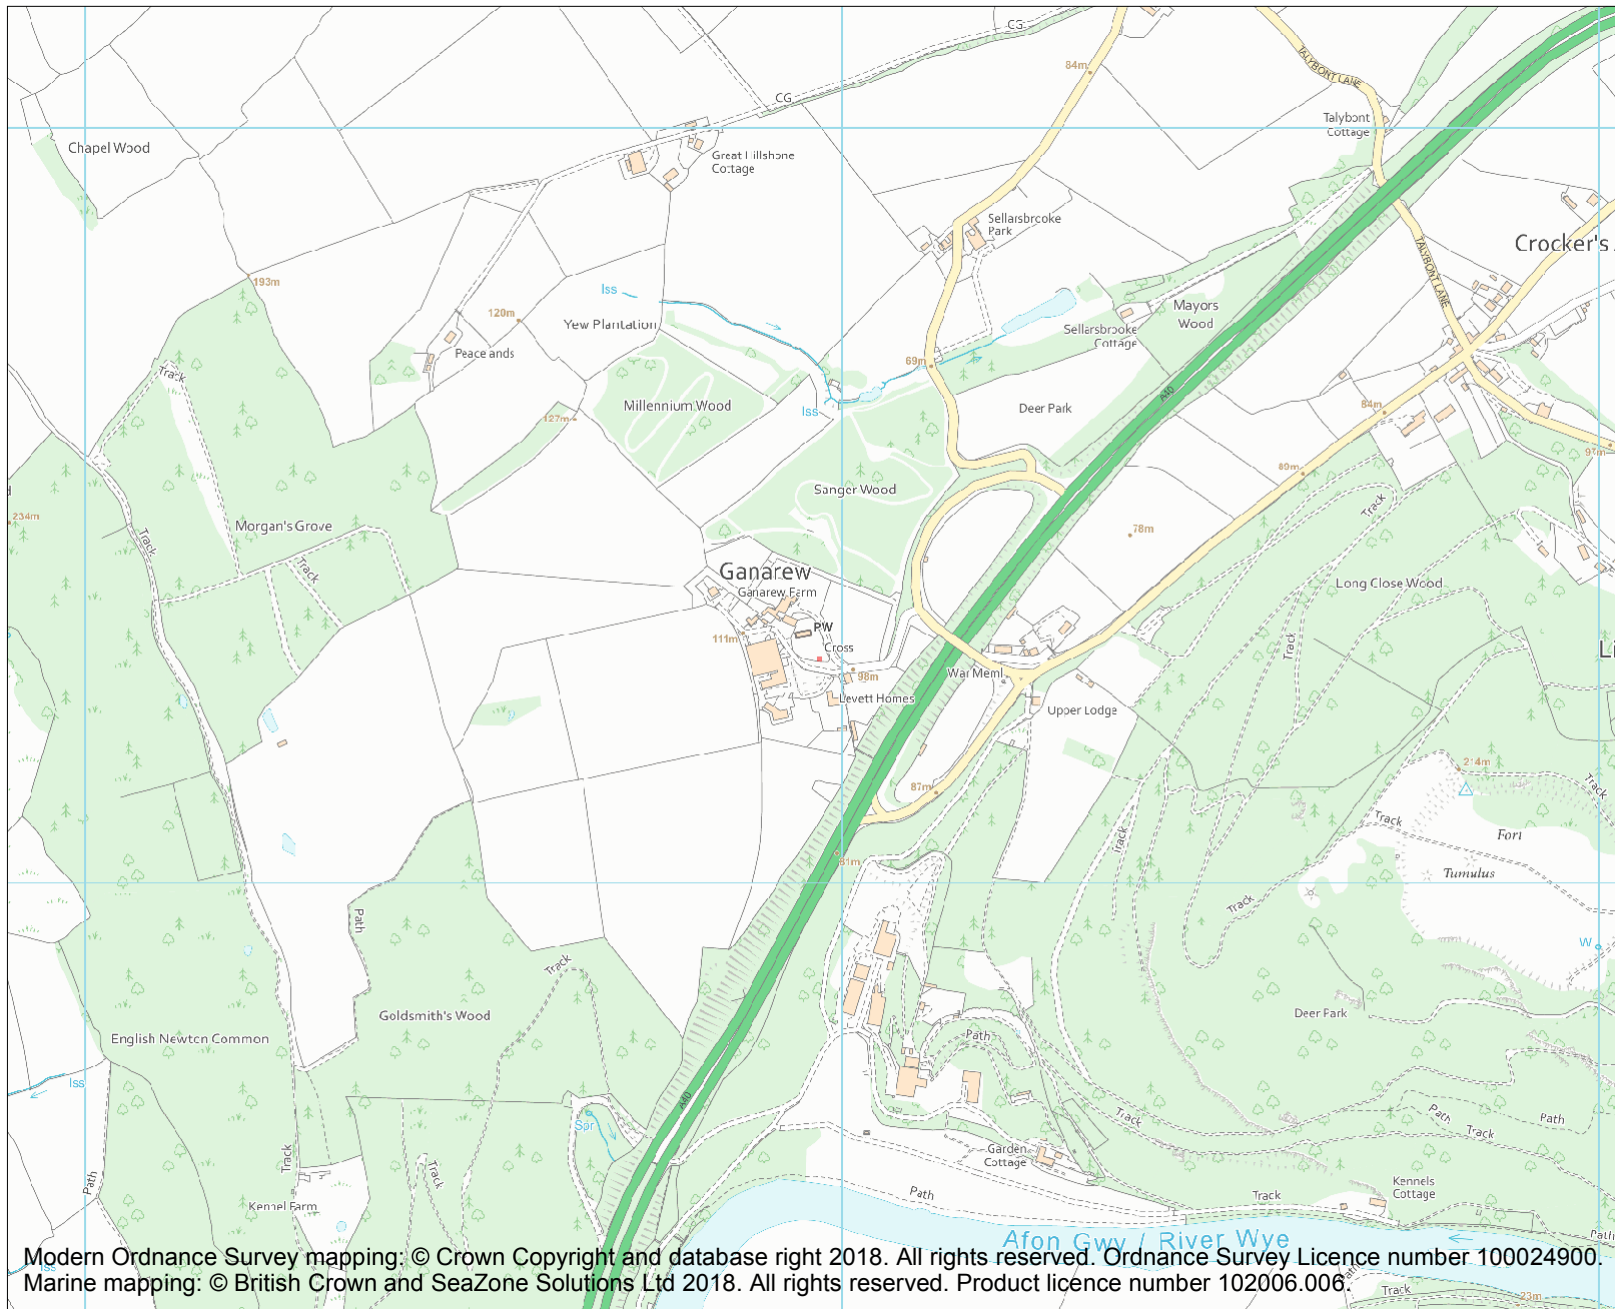 CG
84m
TALYBONT LANE
CG
Talybont
Cottage
Chapel Wood
Great Hillshone
Cottage
Sellarsbrooke
Park
Crocker's
TALYBONT LANE
193m
Iss
120m
Yew Plantation
Mayors
Wood
Sellarsbrooke
Cottage
Peacelands
69m
Track
A40
Millennium Wood
Iss
Deer Park
84m
127m
97m
89m
Sanger Wood
Track
234m
Morgan's Grove
78m
Track
Track
Ganarew
Ganarew Farm
Long Close Wood
PW
111m
Cross
Track
98m
War Meml
Levett Homes
Upper Lodge
214m
87m
Track
Track
Track
Fort
81m
Tumulus
Path
Track
W
Track
Goldsmith's Wood
Deer Park
English Newton Common
Path
Iss
A40
Spr
Track
Path
Path
Track
Garden
Cottage
Track
Track
Path
Path
Track
Kennels
Cottage
Kennel Farm
Path
Afon Gwy / River Wye
Modern Ordnance Survey mapping: © Crown Copyright and database right 2018. All rights reserved. Ordnance Survey Licence number 100024900.
Iss
Marine mapping: © British Crown and SeaZone Solutions Ltd 2018. All rights reserved. Product licence number 102006.006.
Track
23m